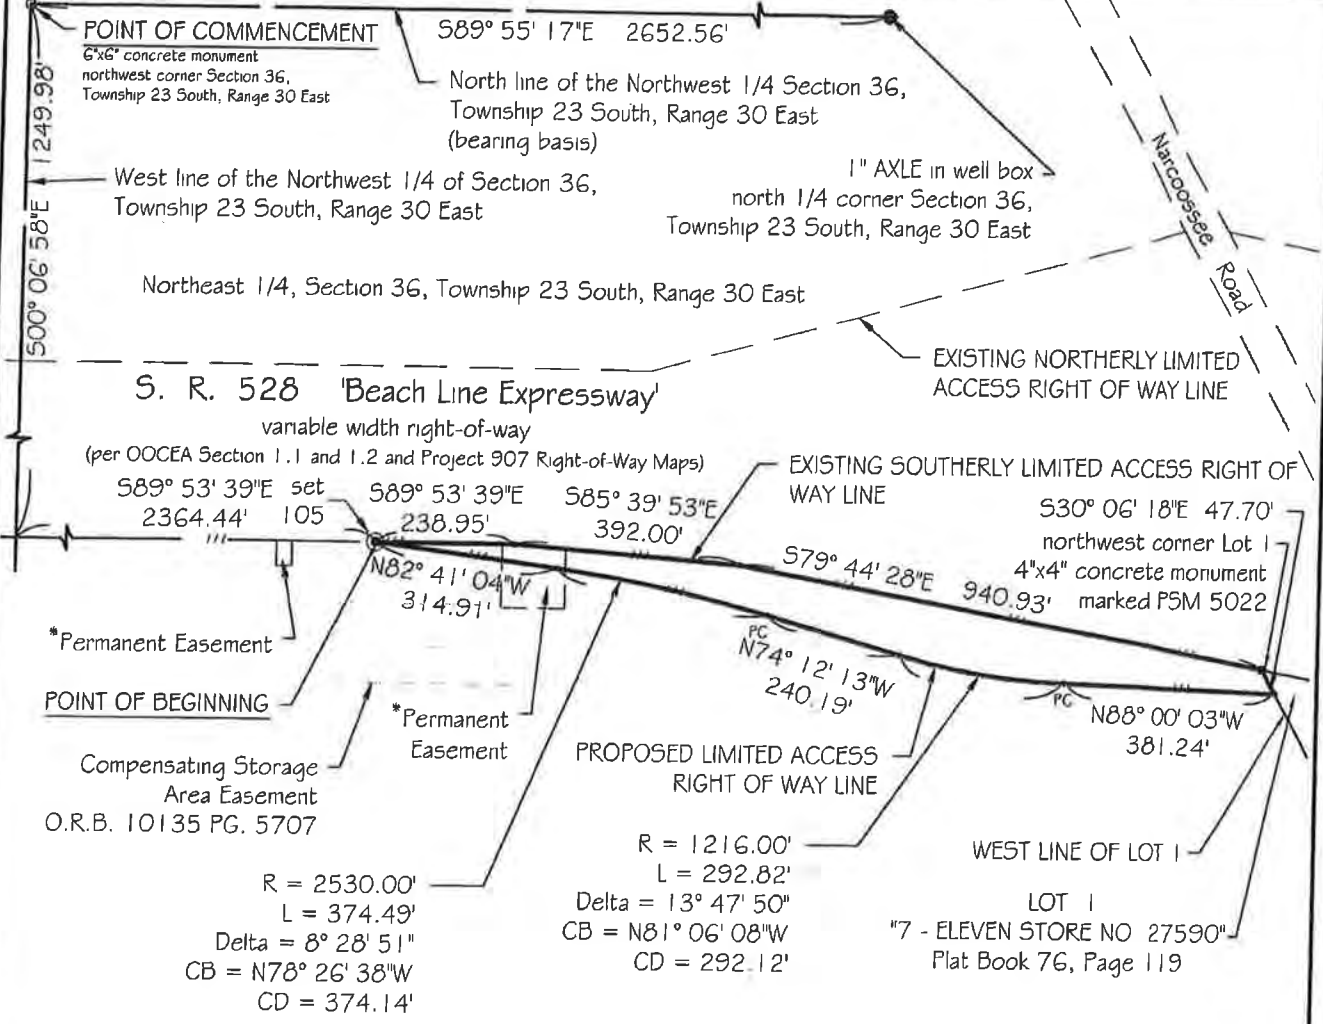 POINT OF COMMENCEMENT
6"x6" concrete monument
northwest corner Section 36,
Township 23 South, Range 30 East
S89° 55' 17"E 2652.56'
North line of the Northwest 1/4 Section 36,
Township 23 South, Range 30 East
(bearing basis)
S00° 06' 58"E 1249.98'
West line of the Northwest 1/4 of Section 36,
Township 23 South, Range 30 East
1" AXLE in well box
north 1/4 corner Section 36,
Township 23 South, Range 30 East
Narcoossee Road
Northeast 1/4, Section 36, Township 23 South, Range 30 East
EXISTING NORTHERLY LIMITED
ACCESS RIGHT OF WAY LINE
S. R. 528 'Beach Line Expressway'
variable width right-of-way
(per OOCEA Section 1.1 and 1.2 and Project 907 Right-of-Way Maps)
EXISTING SOUTHERLY LIMITED ACCESS RIGHT OF
WAY LINE
S89° 53' 39"E
2364.44'
set
105
S89° 53' 39"E
238.95'
S85° 39' 53"E
392.00'
S30° 06' 18"E 47.70'
northwest corner Lot 1
4"x4" concrete monument
marked PSM 5022
S79° 44' 28"E 940.93'
N82° 41' 04"W
314.91'
*Permanent Easement
PC
N74° 12' 13"W
240.19'
POINT OF BEGINNING
*Permanent
Easement
PC
N88° 00' 03"W
381.24'
Compensating Storage
Area Easement
O.R.B. 10135 PG. 5707
PROPOSED LIMITED ACCESS
RIGHT OF WAY LINE
R = 2530.00'
L = 374.49'
Delta = 8° 28' 51"
CB = N78° 26' 38"W
CD = 374.14'
R = 1216.00'
L = 292.82'
Delta = 13° 47' 50"
CB = N81° 06' 08"W
CD = 292.12'
WEST LINE OF LOT 1
LOT 1
"7 - ELEVEN STORE NO 27590"
Plat Book 76, Page 119